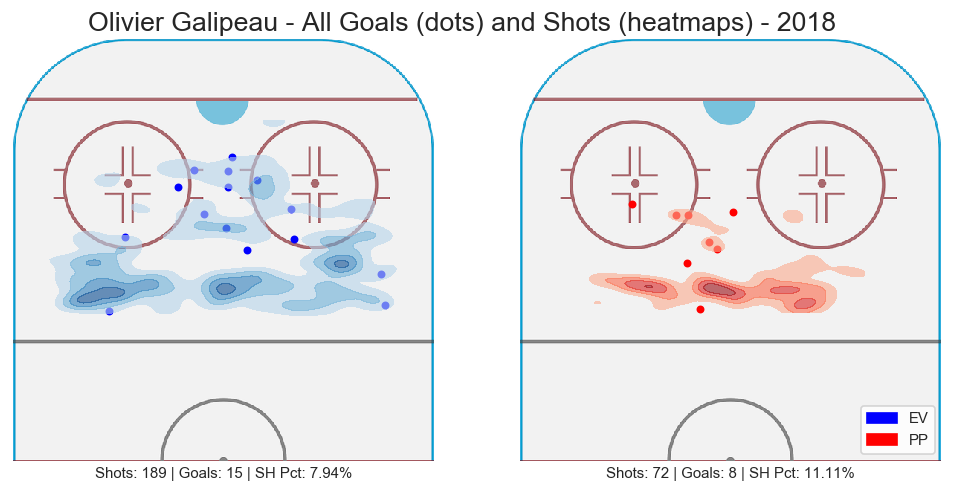 Olivier Galipeau - All Goals (dots) and Shots (heatmaps) - 2018
EV
PP
Shots: 189 | Goals: 15 | SH Pct: 7.94%
Shots: 72 | Goals: 8 | SH Pct: 11.11%